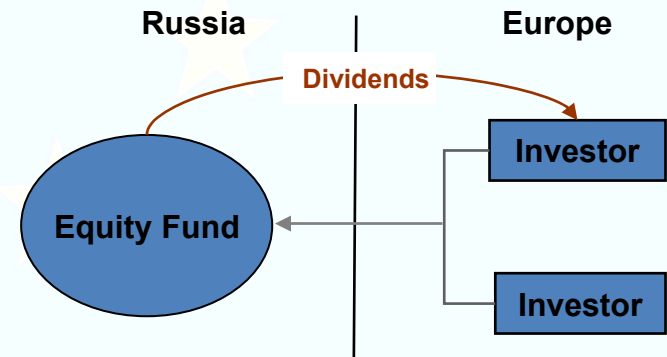 Russia
Europe
Dividends
Investor
Equity Fund
Investor